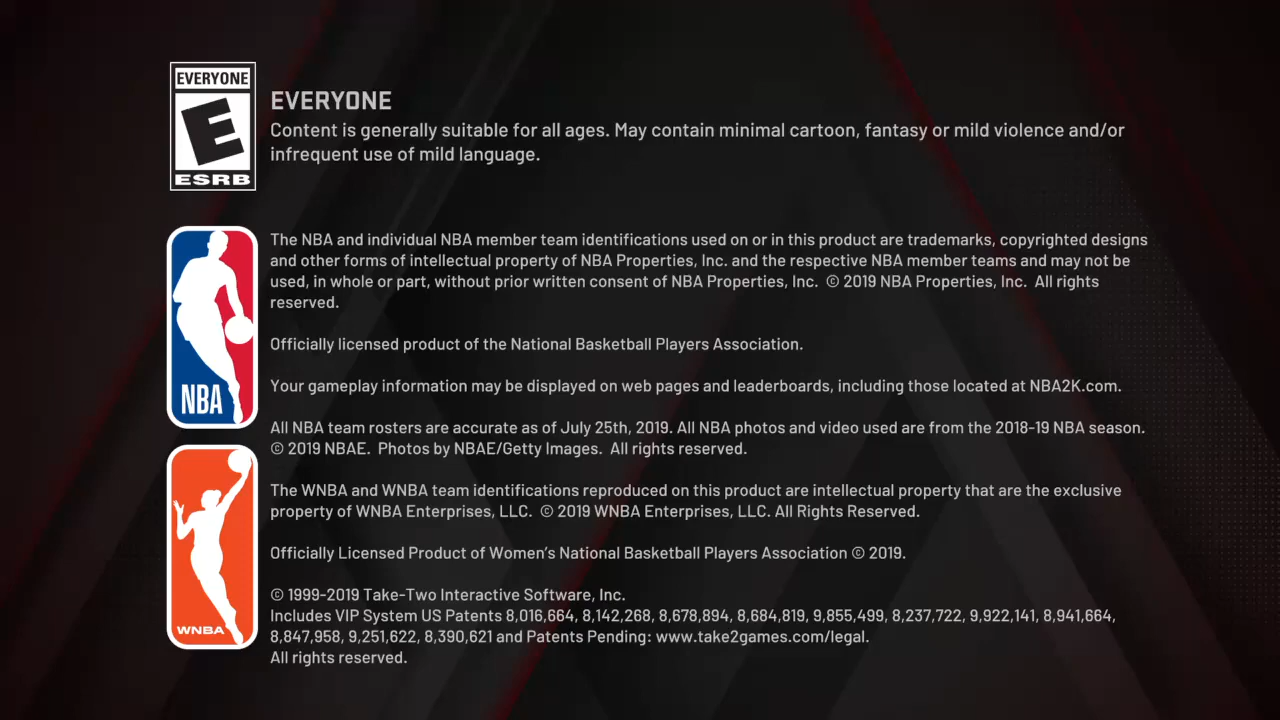 EVERYONE
E
ESRB
EVERYONE
Content is generally suitable for all ages. May contain minimal cartoon, fantasy or mild violence and/or
infrequent use of mild language.
The NBA and individual NBA member team identifications used on or in this product are trademarks, copyrighted designs
and other forms of intellectual property of NBA Properties, Inc. and the respective NBA member teams and may not be
used, in whole or part, without prior written consent of NBA Properties, Inc.  © 2019 NBA Properties, Inc.  All rights
reserved.
Officially licensed product of the National Basketball Players Association.
Your gameplay information may be displayed on web pages and leaderboards, including those located at NBA2K.com.
NBA
All NBA team rosters are accurate as of July 25th, 2019. All NBA photos and video used are from the 2018-19 NBA season.
© 2019 NBAE.  Photos by NBAE/Getty Images.  All rights reserved.
The WNBA and WNBA team identifications reproduced on this product are intellectual property that are the exclusive
property of WNBA Enterprises, LLC.  © 2019 WNBA Enterprises, LLC. All Rights Reserved.
Officially Licensed Product of Women’s National Basketball Players Association © 2019.
© 1999-2019 Take-Two Interactive Software, Inc.
Includes VIP System US Patents 8,016,664, 8,142,268, 8,678,894, 8,684,819, 9,855,499, 8,237,722, 9,922,141, 8,941,664,
8,847,958, 9,251,622, 8,390,621 and Patents Pending: www.take2games.com/legal.
All rights reserved.
WNBA